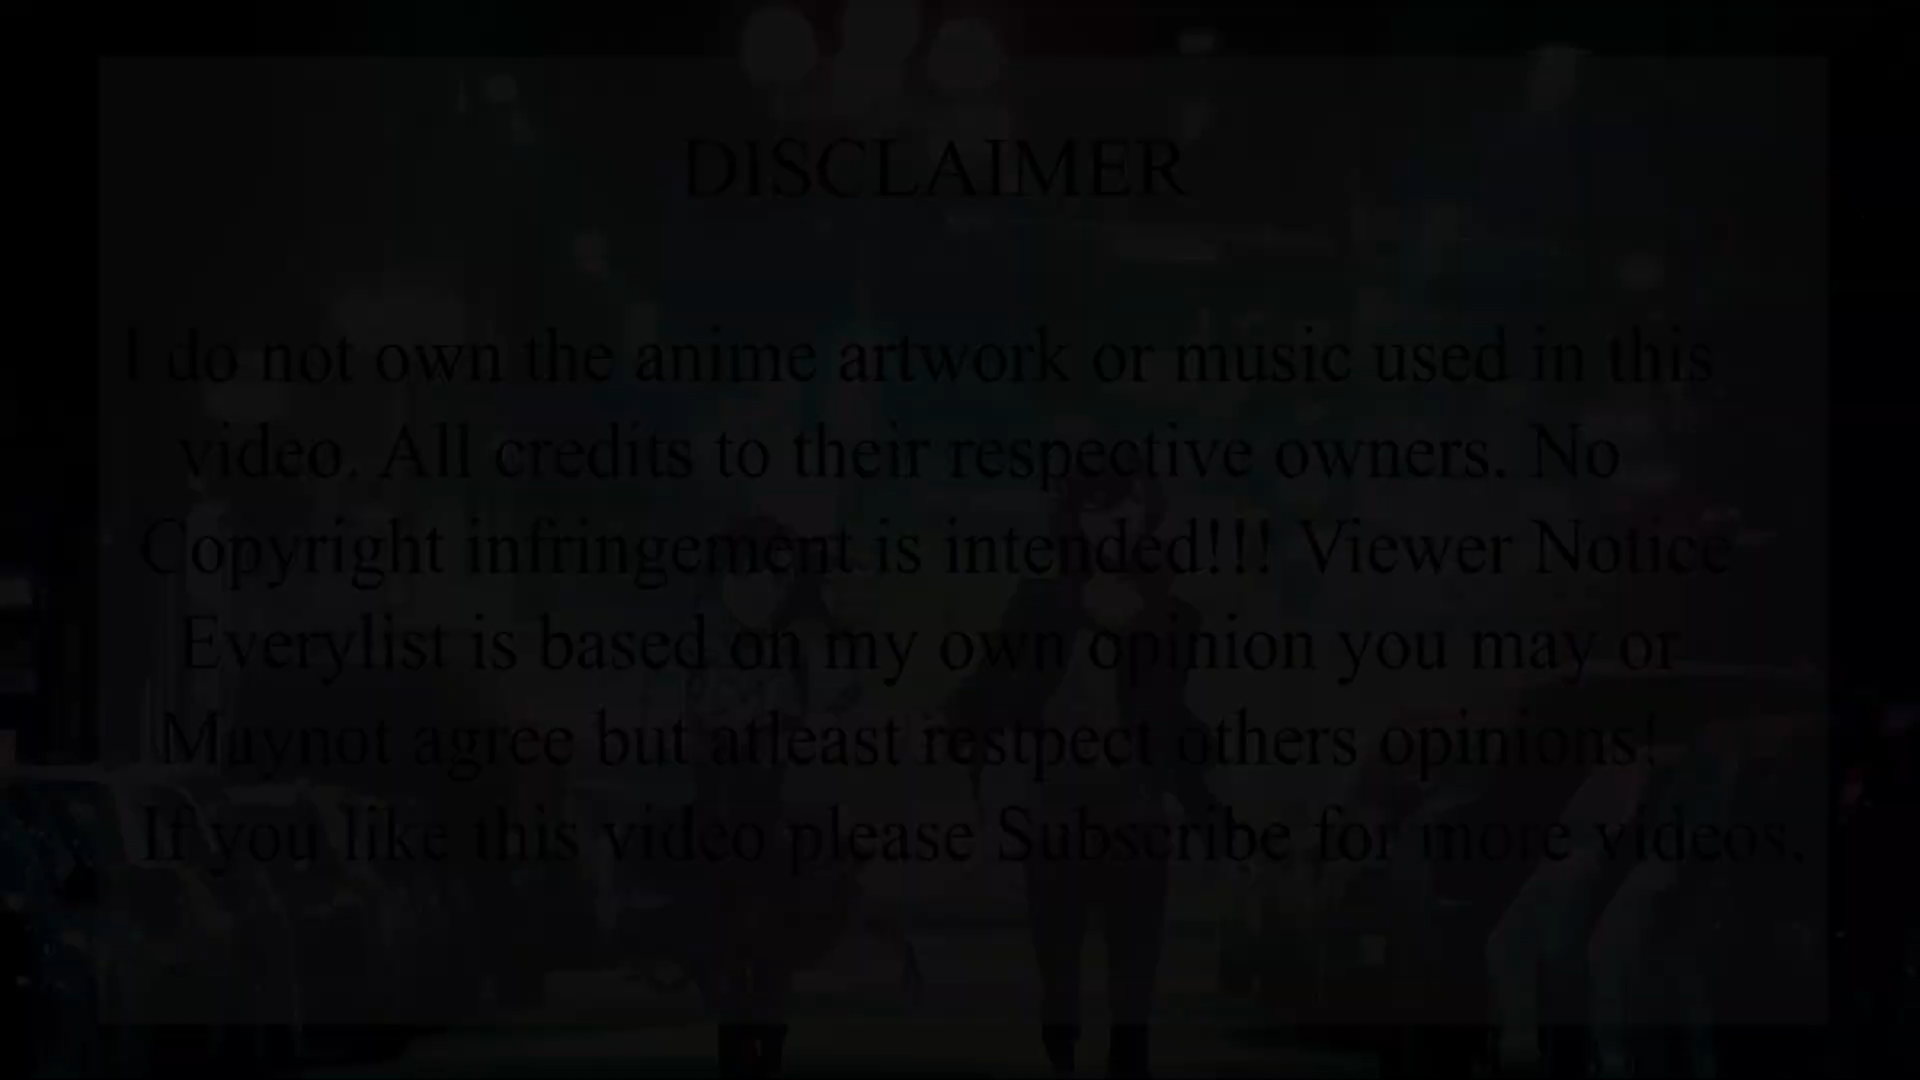 DISCLAIMER
I do not own the anime artwork or music used in this
video. All credits to their respective owners. No
Copyright infringement is intended!!! Viewer Notice
Everylist is based on my own opinion you may or
Maynot agree but atleast restpect others opinions!
If you like this video please Subscribe for more videos.